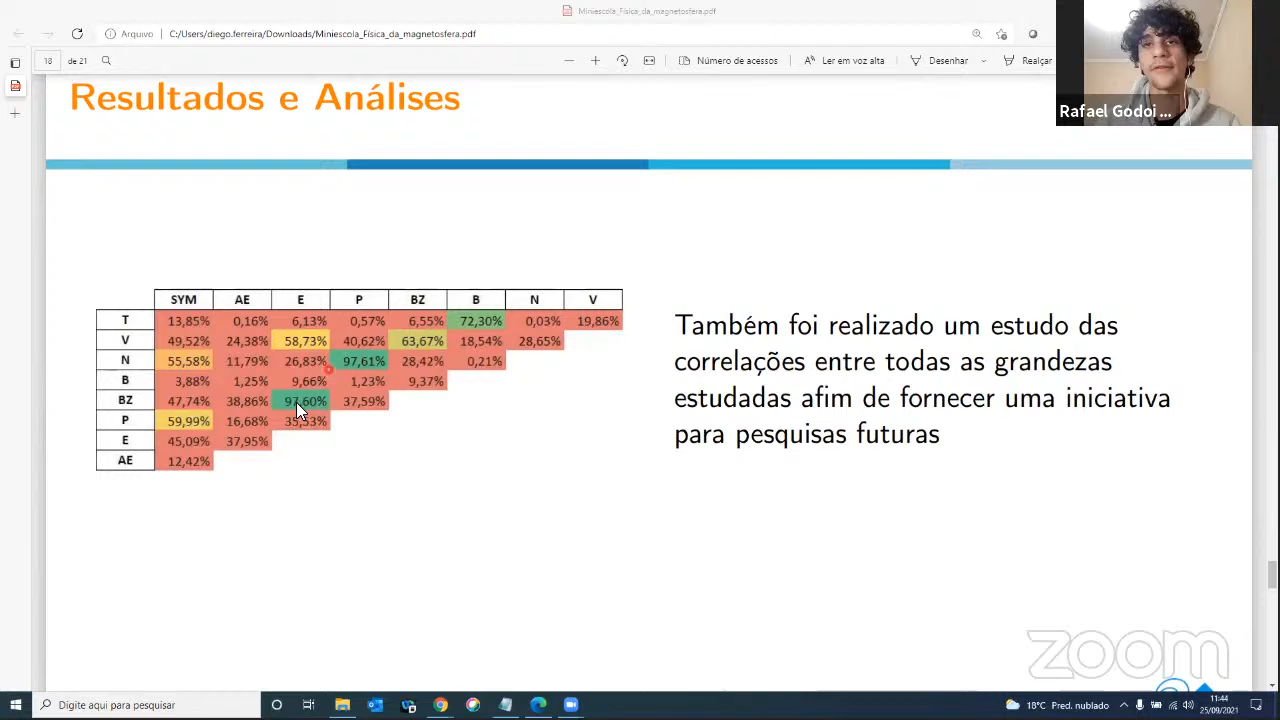 Miniescola_Física_da_magnetosfera.pdf
Arquivo C:/Users/diego.ferreira/Downloads/Miniescola_Física_da_magnetosfera.pdf
18 de 21 Número de acessos Ler em voz alta Desenhar Realçar
Rafael Godoi ...
Resultados e Análises
SYM AE E P BZ B N V
T 13,85% 0,16% 6,13% 0,57% 6,55% 72,30% 0,03% 19,86%
V 49,52% 24,38% 58,73% 40,62% 63,67% 18,54% 28,65%
N 55,58% 11,79% 26,83% 97,61% 28,42% 0,21%
B 3,88% 1,25% 9,66% 1,23% 9,37%
BZ 47,74% 38,86% 97,60% 37,59%
P 59,99% 16,68% 35,53%
E 45,09% 37,95%
AE 12,42%
Também foi realizado um estudo das
correlações entre todas as grandezas
estudadas afim de fornecer uma iniciativa
para pesquisas futuras
zoom
Digite aqui para pesquisar
18°C Pred. nublado
11:44
25/09/2021